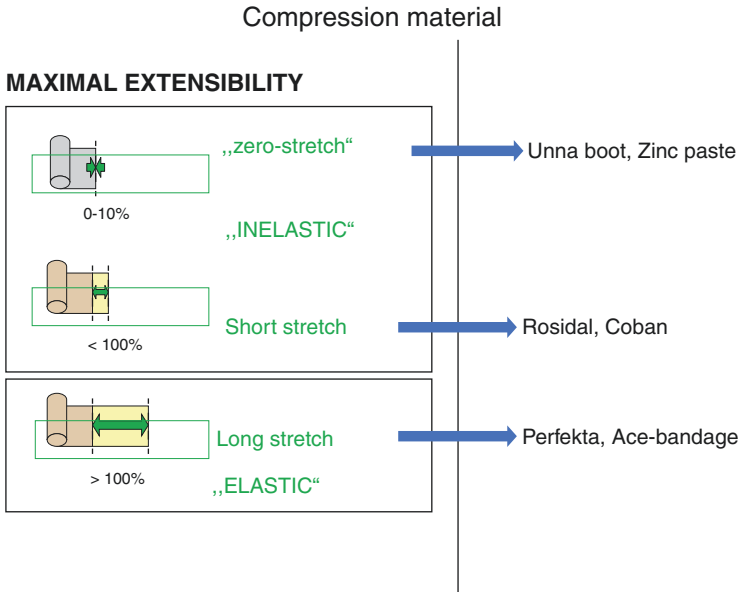 Compression material
MAXIMAL EXTENSIBILITY
,,zero-stretch“
Unna boot, Zinc paste
0-10%
,,INELASTIC“
Short stretch
Rosidal, Coban
< 100%
Long stretch
Perfekta, Ace-bandage
> 100%
,,ELASTIC“